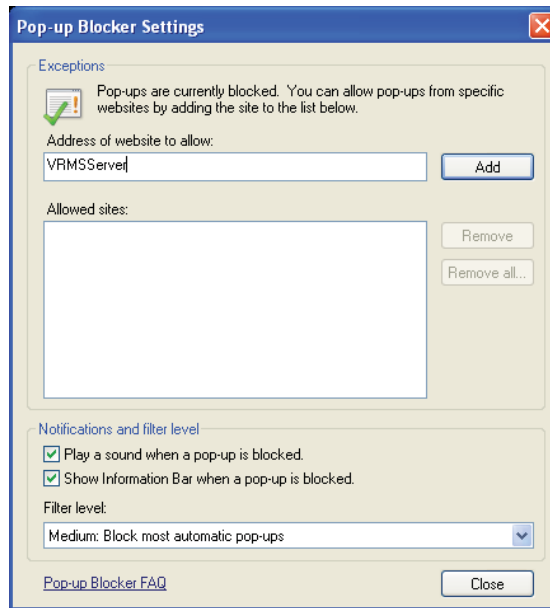 Pop-up Blocker Settings
Exceptions
Pop-ups are currently blocked. You can allow pop-ups from specific
websites by adding the site to the list below.
Address of website to allow:
VRMSServer
Add
Allowed sites:
Remove
Remove all...
Notifications and filter level
Play a sound when a pop-up is blocked.
Show Information Bar when a pop-up is blocked.
Filter level:
Medium: Block most automatic pop-ups
Pop-up Blocker FAQ
Close